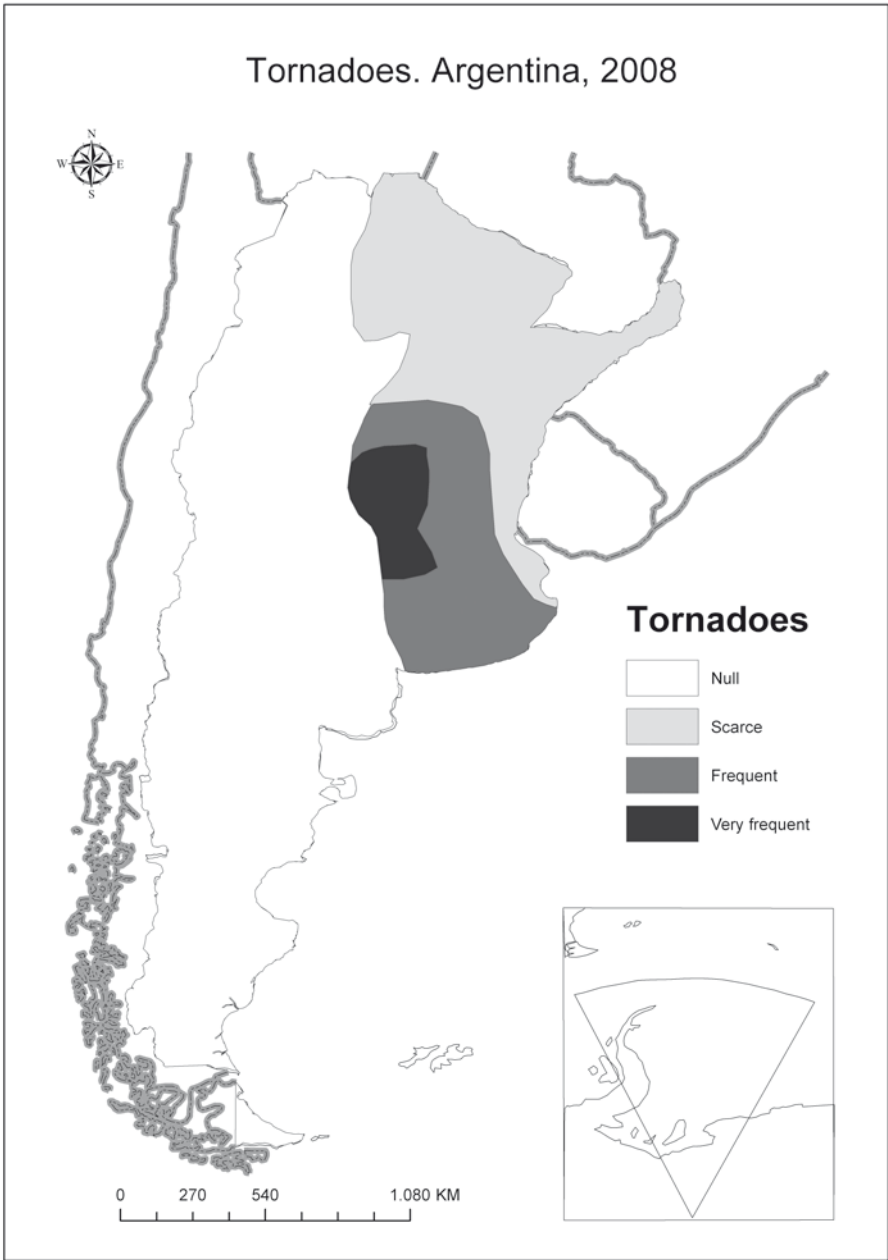 Tornadoes. Argentina, 2008
N
W E
S
Tornadoes
Null
Scarce
Frequent
Very frequent
0 270 540 1.080 KM